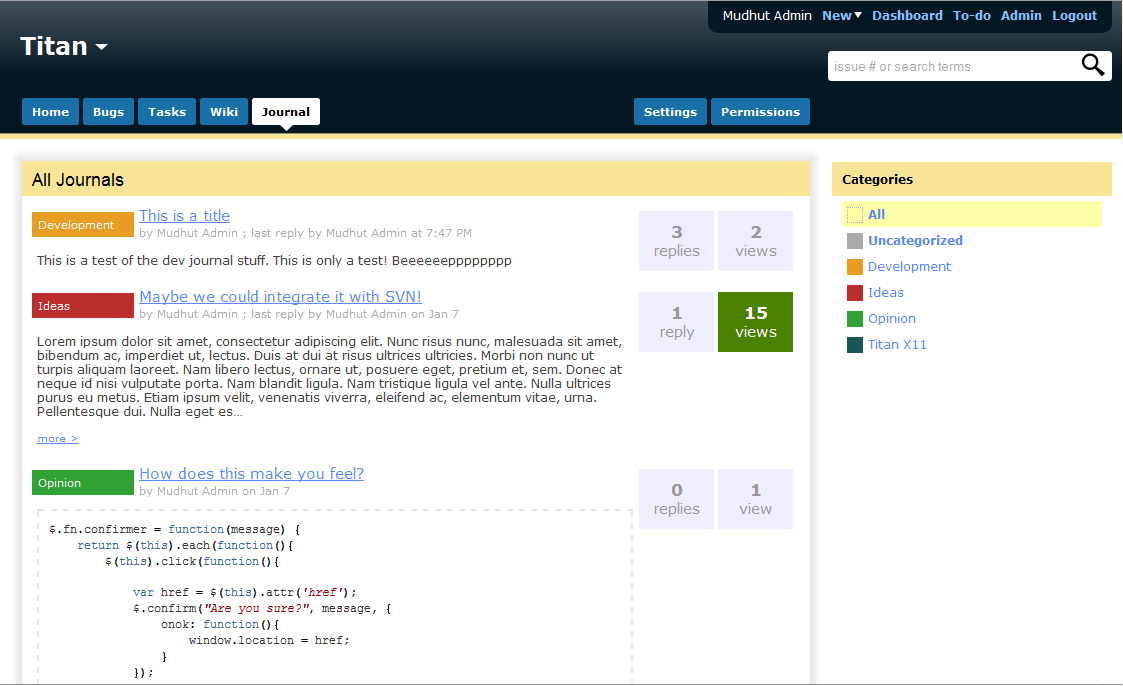 Mudhut Admin New Dashboard To-do Admin Logout
Titan
issue # or search terms
Home Bugs Tasks Wiki Journal Settings Permissions
All Journals
Development This is a title
by Mudhut Admin ; last reply by Mudhut Admin at 7:47 PM
3 replies
2 views
This is a test of the dev journal stuff. This is only a test! Beeeeeepppppppp
Ideas Maybe we could integrate it with SVN!
by Mudhut Admin ; last reply by Mudhut Admin on Jan 7
1 reply
15 views
Lorem ipsum dolor sit amet, consectetur adipiscing elit. Nunc risus nunc, malesuada sit amet,
bibendum ac, imperdiet ut, lectus. Duis at dui at risus ultrices ultricies. Morbi non nunc ut
turpis aliquam laoreet. Nam libero lectus, ornare ut, posuere eget, pretium et, sem. Donec at
neque id nisi vulputate porta. Nam blandit ligula. Nam tristique ligula vel ante. Nulla ultrices
purus eu metus. Etiam ipsum velit, venenatis viverra, eleifend ac, elementum vitae, urna.
Pellentesque dui. Nulla eget es...
more >
Opinion How does this make you feel?
by Mudhut Admin on Jan 7
0 replies
1 view
$.fn.confirmer = function(message) {
return $(this).each(function(){
$(this).click(function(){
var href = $(this).attr('href');
$.confirm("Are you sure?", message, {
onok: function(){
window.location = href;
}
});
Categories
All
Uncategorized
Development
Ideas
Opinion
Titan X11